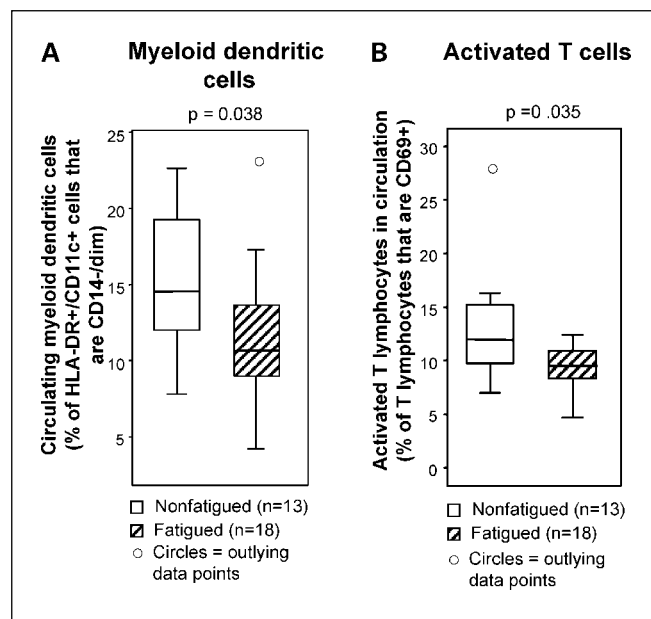 A
Myeloid dendritic
cells
p = 0.038
Circulating myeloid dendritic cells
(% of HLA-DR+/CD11c+ cells that
are CD14-/dim)
25
20
15
10
5
Nonfatigued (n=13)
Fatigued (n=18)
Circles = outlying
data points
B
Activated T cells
p =0 .035
Activated T lymphocytes in circulation
(% of T lymphocytes that are CD69+)
30
25
20
15
10
5
0
Nonfatigued (n=13)
Fatigued (n=18)
Circles = outlying
data points